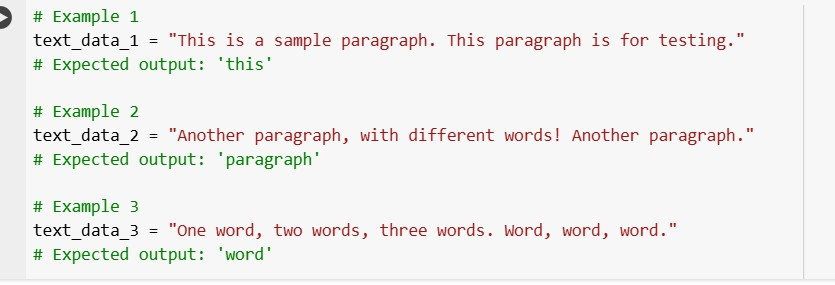 # Example 1
text_data_1 = "This is a sample paragraph. This paragraph is for testing."
# Expected output: 'this'
# Example 2
text_data_2 = "Another paragraph, with different words! Another paragraph."
# Expected output: 'paragraph'
# Example 3
text_data_3 = "One word, two words, three words. Word, word, word."
# Expected output: 'word'